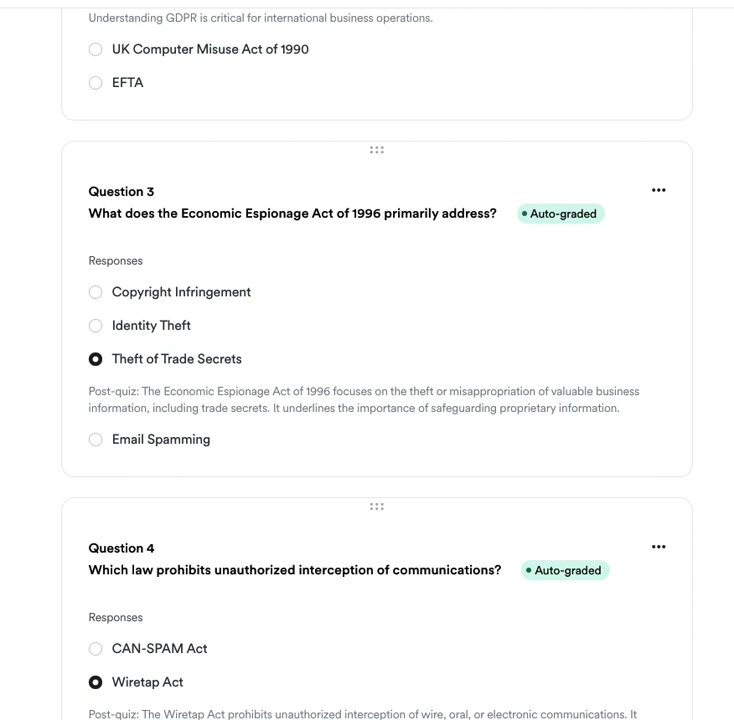 Understanding GDPR is critical for international business operations.
UK Computer Misuse Act of 1990
EFTA
Question 3
What does the Economic Espionage Act of 1996 primarily address?
Auto-graded
Responses
Copyright Infringement
Identity Theft
Theft of Trade Secrets
Post-quiz: The Economic Espionage Act of 1996 focuses on the theft or misappropriation of valuable business
information, including trade secrets. It underlines the importance of safeguarding proprietary information.
Email Spamming
Question 4
Which law prohibits unauthorized interception of communications?
Auto-graded
Responses
CAN-SPAM Act
Wiretap Act
Post-quiz: The Wiretap Act prohibits unauthorized interception of wire, oral, or electronic communications. It